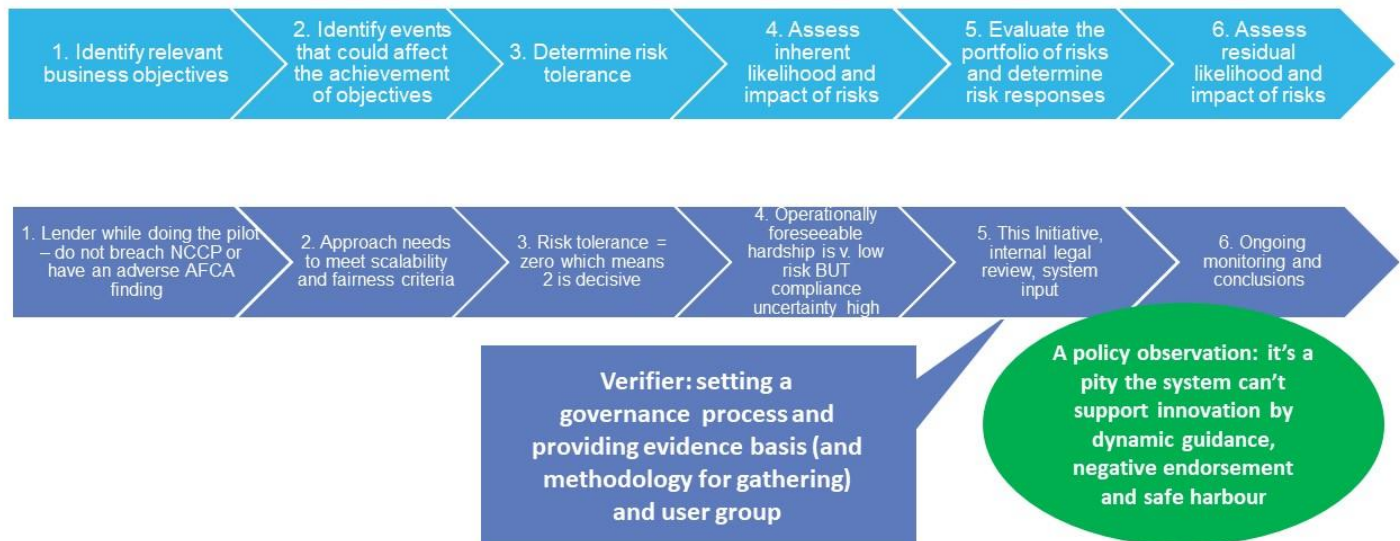 1. Identify relevant
business objectives
2. Identify events
that could affect
the achievement
of objectives
3. Determine risk
tolerance
4. Assess
inherent
likelihood and
impact of risks
5. Evaluate the
portfolio of risks
and determine
risk responses
6. Assess
residual
likelihood and
impact of risks
1. Lender while doing the pilot
– do not breach NCCP or
have an adverse AFCA
finding
2. Approach needs
to meet scalability
and fairness criteria
3. Risk tolerance =
zero which means
2 is decisive
4. Operationally
foreseeable
hardship is v. low
risk BUT
compliance
uncertainty high
5. This Initiative,
internal legal
review, system
input
6. Ongoing
monitoring and
conclusions
Verifier: setting a
governance process and
providing evidence basis (and
methodology for gathering)
and user group
A policy observation: it’s a
pity the system can’t
support innovation by
dynamic guidance,
negative endorsement
and safe harbour